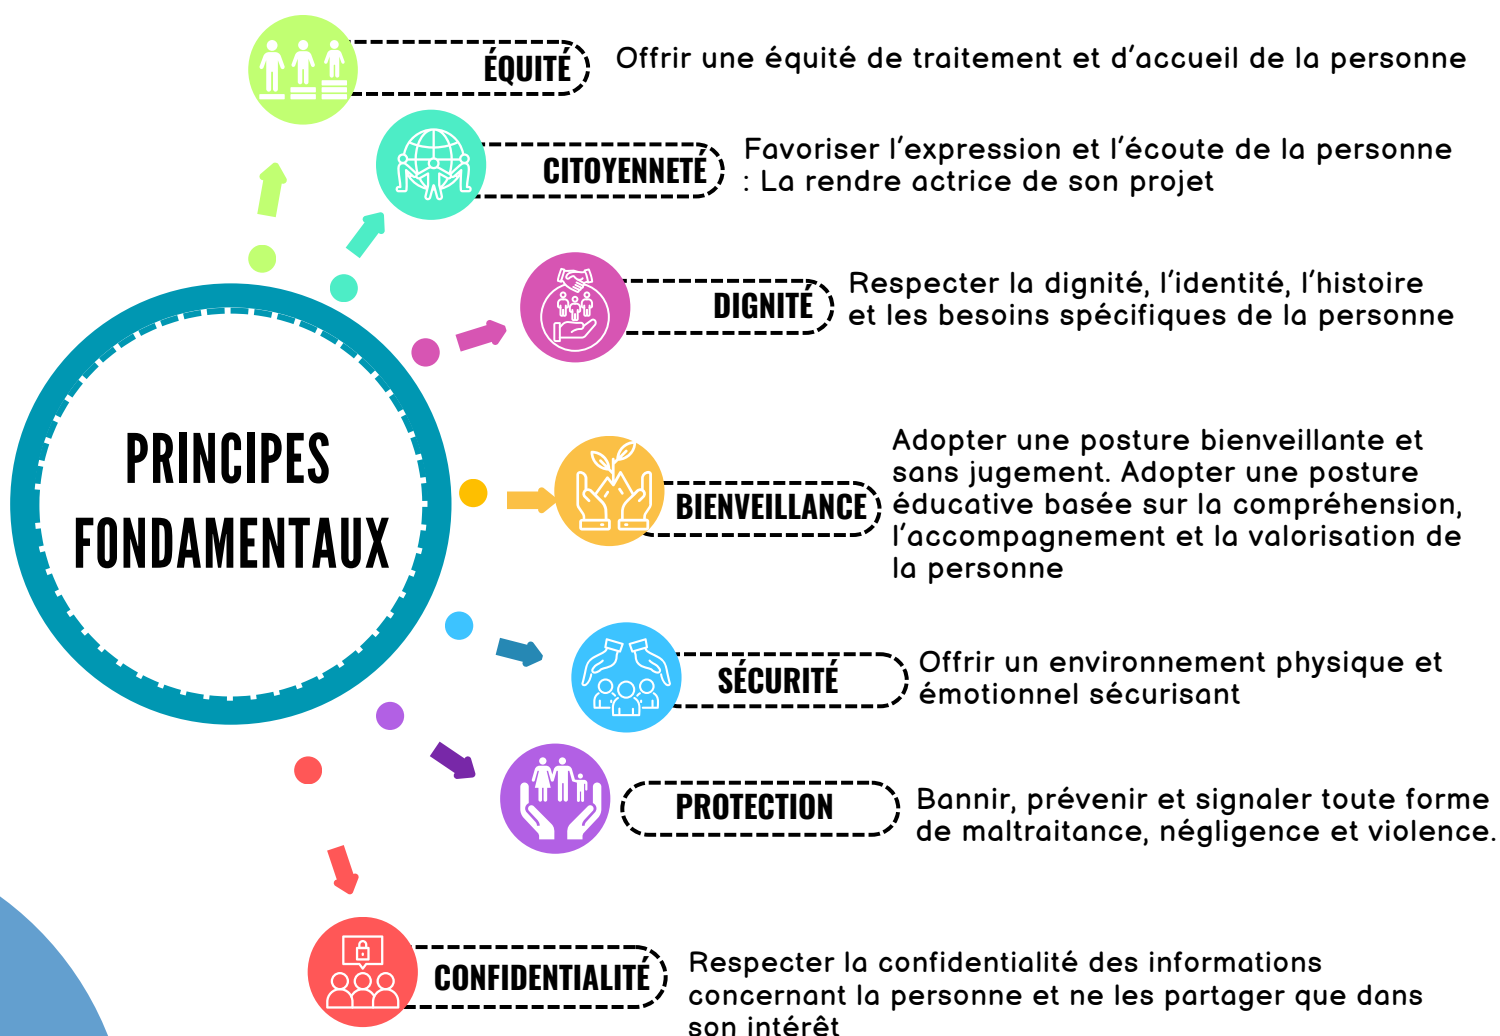 PRINCIPES
FONDAMENTAUX
ÉQUITÉ
Offrir une équité de traitement et d'accueil de la personne
CITOYENNETÉ
Favoriser l'expression et l'écoute de la personne
: La rendre actrice de son projet
DIGNITÉ
Respecter la dignité, l'identité, l'histoire
et les besoins spécifiques de la personne
BIENVEILLANCE
Adopter une posture bienveillante et
sans jugement. Adopter une posture
éducative basée sur la compréhension,
l'accompagnement et la valorisation de
la personne
SÉCURITÉ
Offrir un environnement physique et
émotionnel sécurisant
PROTECTION
Bannir, prévenir et signaler toute forme
de maltraitance, négligence et violence.
CONFIDENTIALITÉ
Respecter la confidentialité des informations
concernant la personne et ne les partager que dans
son intérêt